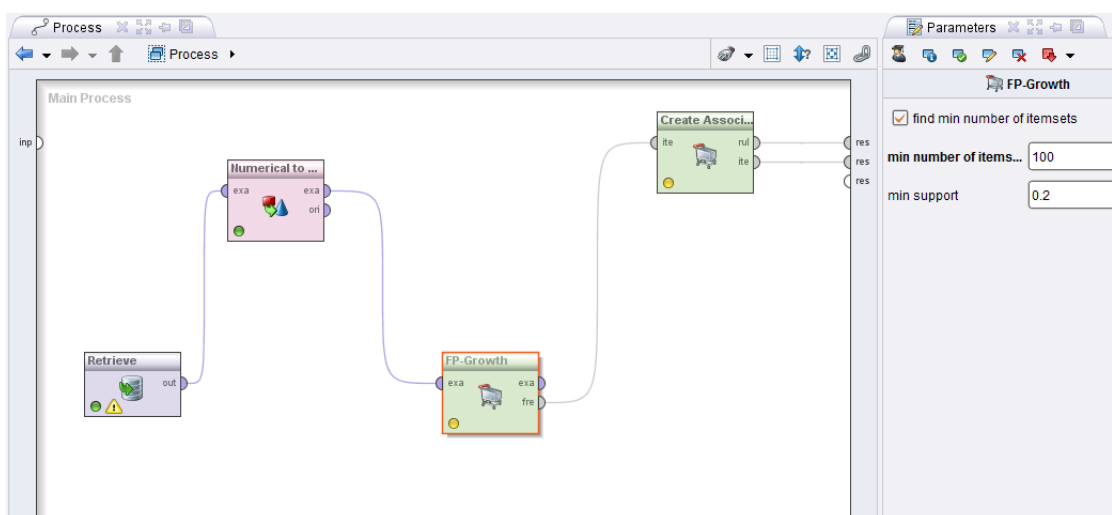 Process
Parameters
Process
FP-Growth
Main Process
find min number of itemsets
Create Associ...
inp
ite
rul
res
ite
res
min number of items...
100
Numerical to ...
res
exa
exa
min support
0.2
ori
Retrieve
FP-Growth
out
exa
exa
fre